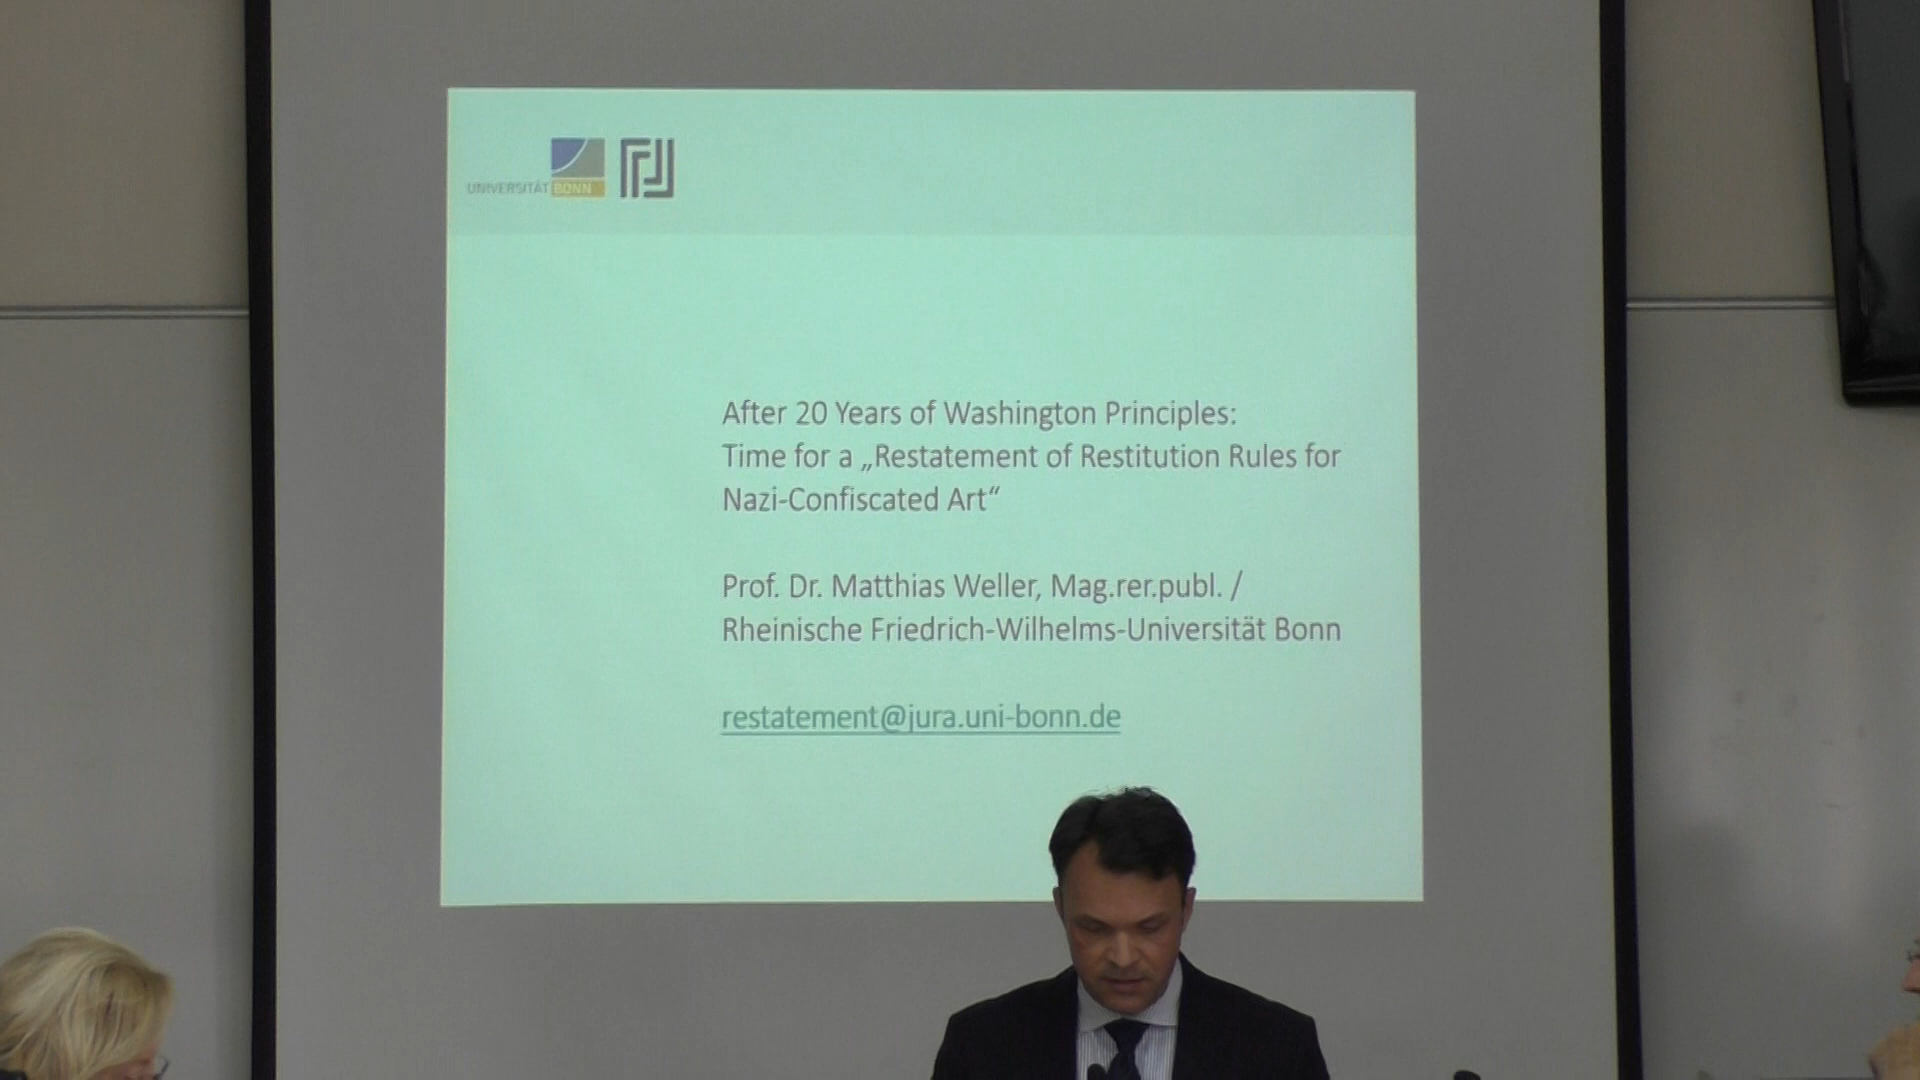 UNIVERSITÄT BONN
After 20 Years of Washington Principles:
Time for a „Restatement of Restitution Rules for
Nazi-Confiscated Art“
Prof. Dr. Matthias Weller, Mag.rer.publ. /
Rheinische Friedrich-Wilhelms-Universität Bonn
restatement@jura.uni-bonn.de